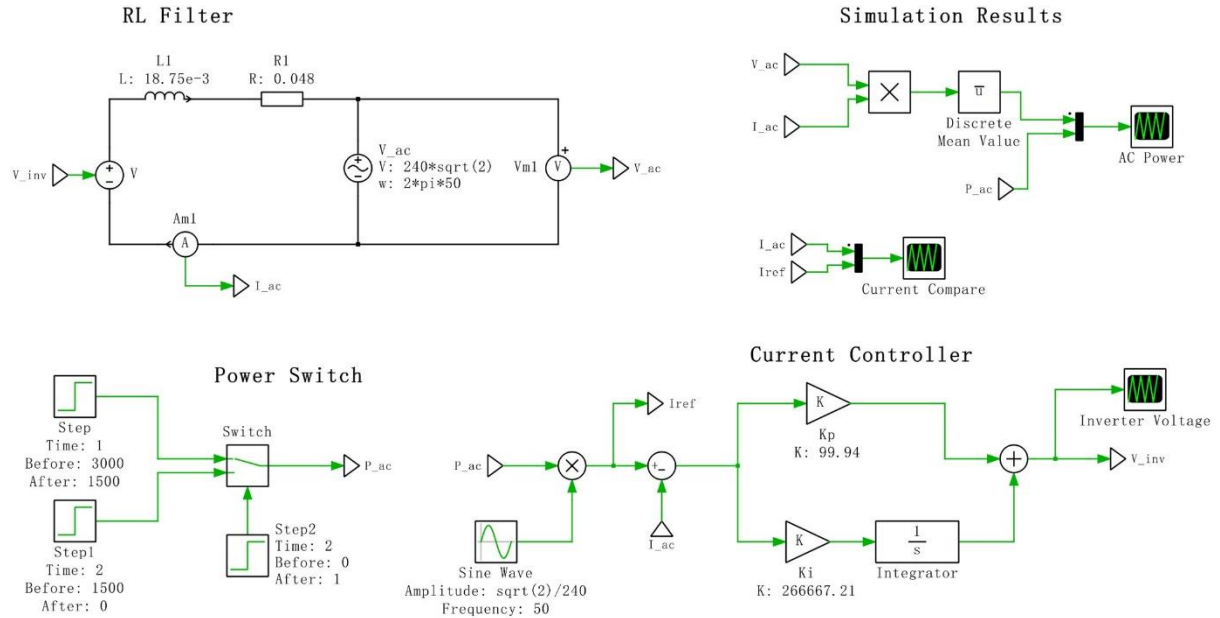 RL Filter
L1
L: 18.75e-3
R1
R: 0.048
V_inv
V
V_ac
V: 240*sqrt(2)
w: 2*pi*50
Vm1
V
V_ac
Am1
A
I_ac
Simulation Results
V_ac
I_ac
u
Discrete
Mean Value
P_ac
AC Power
I_ac
Iref
Current Compare
Power Switch
Step
Time: 1
Before: 3000
After: 1500
Switch
P_ac
Step1
Time: 2
Before: 1500
After: 0
Step2
Time: 2
Before: 0
After: 1
Current Controller
Iref
P_ac
Sine Wave
Amplitude: sqrt(2)/240
Frequency: 50
I_ac
K
Kp
K: 99.94
K
Ki
K: 266667.21
1
s
Integrator
Inverter Voltage
V_inv